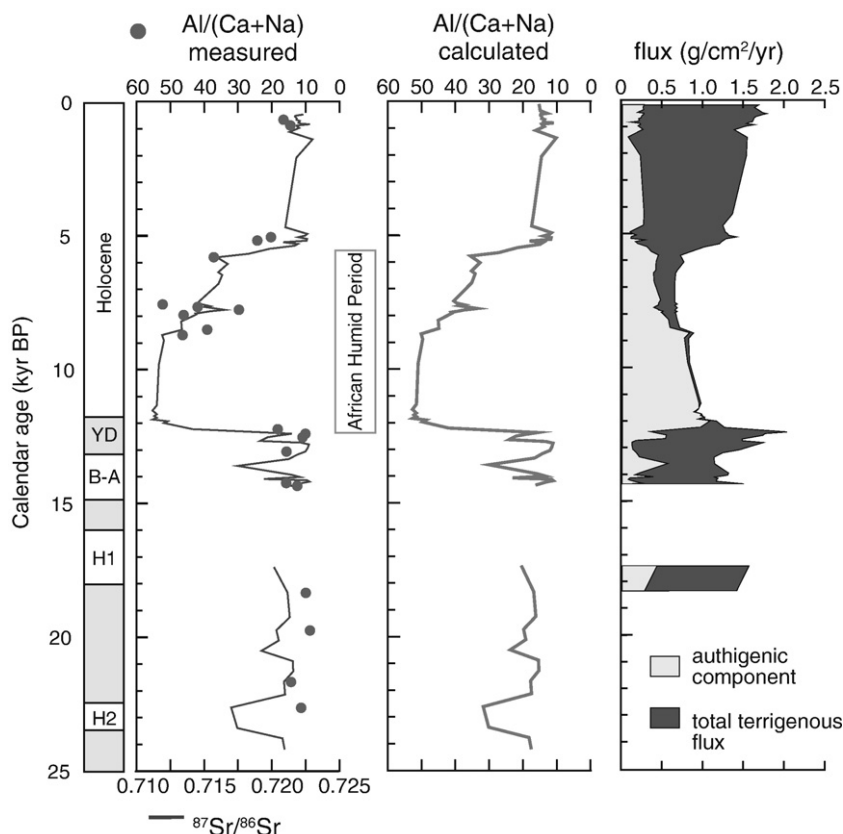 Al/(Ca+Na)
measured
Al/(Ca+Na)
calculated
flux (g/cm²/yr)
60 50 40 30 20 10 0
60 50 40 30 20 10 0
0 0.5 1.0 1.5 2.0 2.5
Calendar age (kyr BP)
0
5
10
15
20
25
Holocene
YD
B-A
H1
H2
African Humid Period
authigenic
component
total terrigenous
flux
0.710 0.715 0.720 0.725
⁸⁷Sr/⁸⁶Sr